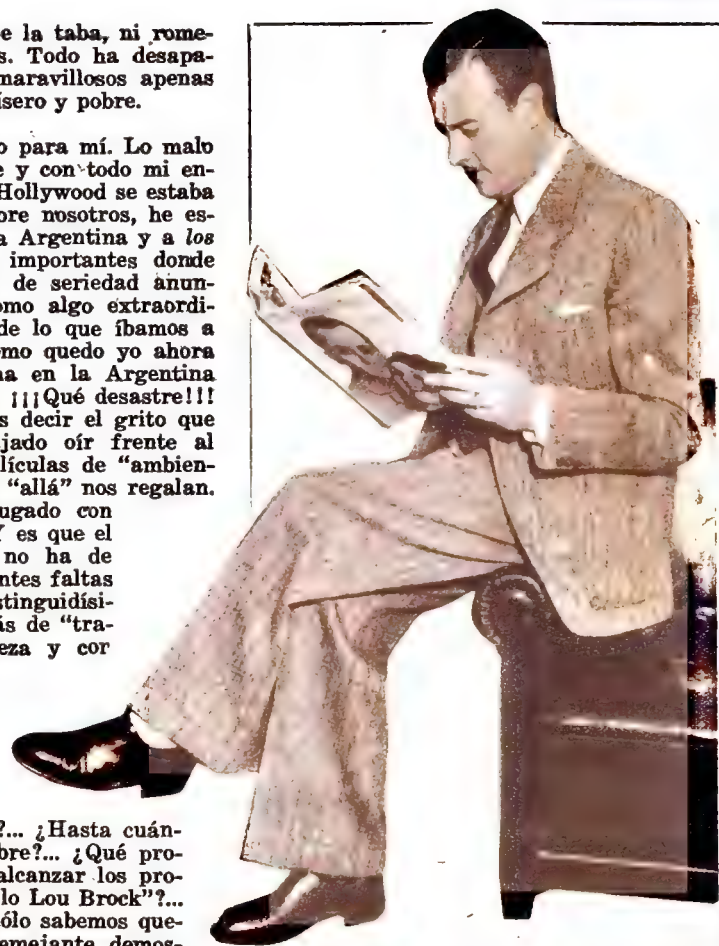 e la taba, ni rome-
s. Todo ha desapa-
maravillosos apenas
ísero y pobre.
o para mí. Lo malo
e y con todo mi en-
Hollywood se estaba
ore nosotros, he es-
a Argentina y a los
importantes donde
de seriedad anun-
omo algo extraordi-
de lo que íbamos a
mo quedo yo ahora
na en la Argentina
¡¡¡Qué desastre!!!
s decir el grito que
jado oír frente al
lículas de "ambien-
"allá" nos regalan.
ugado con
Y es que el
no ha de
ntes faltas
stinguidísi-
ás de "tra-
eza y cor
?... ¿Hasta cuán-
bre?... ¿Qué pro-
alcanzar los pro-
lo Lou Brock"?...
sólo sabemos que-
emejante demos-